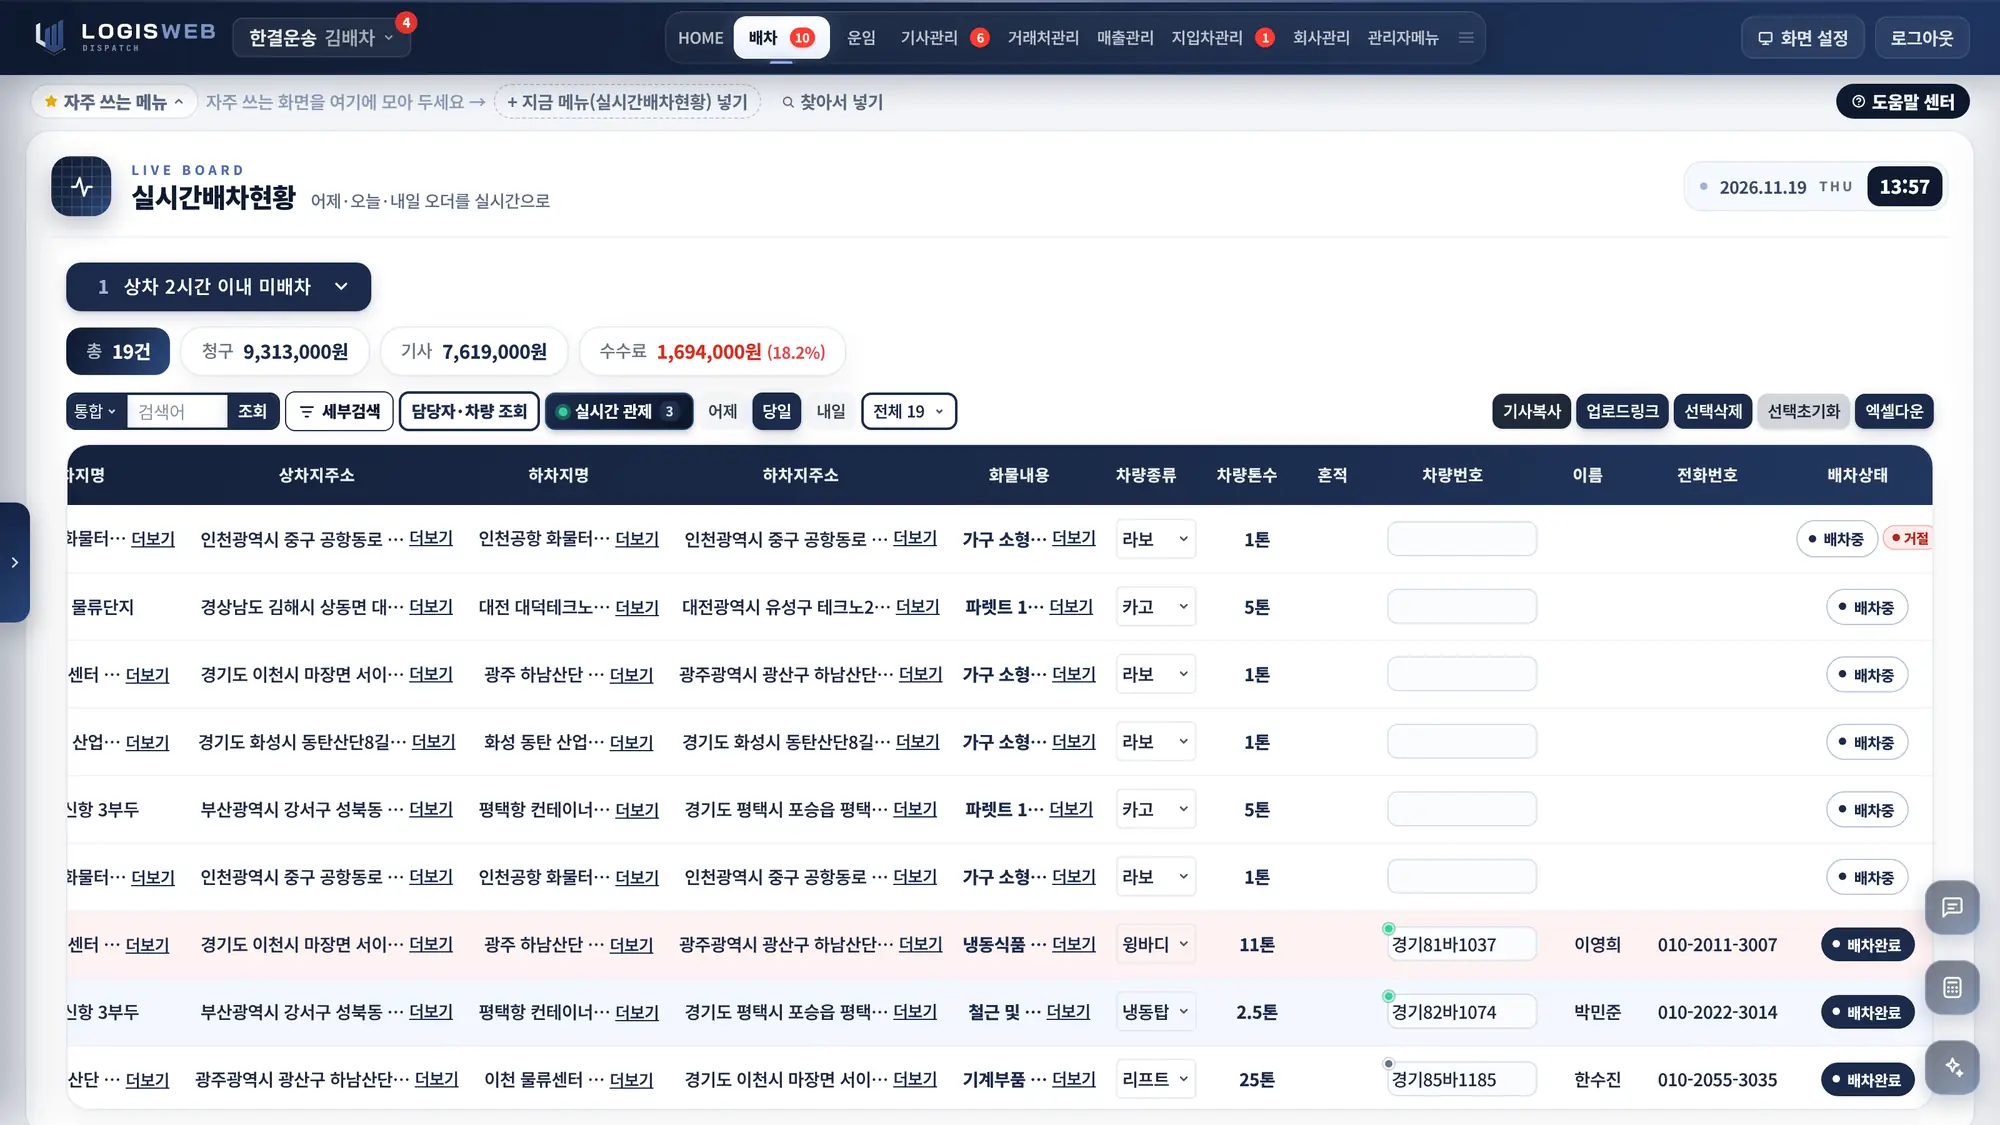 LOGISWEB
DISPATCH
한결운송 김배차
4
HOME 배차 10 운임 기사관리 6 거래처관리 매출관리 지입차관리 1 회사관리 관리자메뉴
화면 설정 로그아웃
자주 쓰는 메뉴 자주 쓰는 화면을 여기에 모아 두세요 → + 지금 메뉴(실시간배차현황) 넣기 찾아서 넣기 도움말 센터
LIVE BOARD
실시간배차현황 어제·오늘·내일 오더를 실시간으로
2026.11.19 THU 13:57
1 상차 2시간 이내 미배차
총 19건 청구 9,313,000원 기사 7,619,000원 수수료 1,694,000원 (18.2%)
통합 검색어 조회 세부검색 담당자·차량 조회 실시간 관제 3 어제 당일 내일 전체 19 기사복사 업로드링크 선택삭제 선택초기화 엑셀다운
차지명 상차지주소 하차지명 하차지주소 화물내용 차량종류 차량톤수 혼적 차량번호 이름 전화번호 배차상태
화물터… 더보기 인천광역시 중구 공항동로 … 더보기 인천공항 화물터… 더보기 인천광역시 중구 공항동로 … 더보기 가구 소형… 더보기 라보 1톤 배차중 거절
물류단지 경상남도 김해시 상동면 대… 더보기 대전 대덕테크노… 더보기 대전광역시 유성구 테크노2… 더보기 파렛트 1… 더보기 카고 5톤 배차중
센터 … 더보기 경기도 이천시 마장면 서이… 더보기 광주 하남산단 … 더보기 광주광역시 광산구 하남산단… 더보기 가구 소형… 더보기 라보 1톤 배차중
산업… 더보기 경기도 화성시 동탄산단8길… 더보기 화성 동탄 산업… 더보기 경기도 화성시 동탄산단8길… 더보기 가구 소형… 더보기 라보 1톤 배차중
신항 3부두 부산광역시 강서구 성북동 … 더보기 평택항 컨테이너… 더보기 경기도 평택시 포승읍 평택… 더보기 파렛트 1… 더보기 카고 5톤 배차중
화물터… 더보기 인천광역시 중구 공항동로 … 더보기 인천공항 화물터… 더보기 인천광역시 중구 공항동로 … 더보기 가구 소형… 더보기 라보 1톤 배차중
센터 … 더보기 경기도 이천시 마장면 서이… 더보기 광주 하남산단 … 더보기 광주광역시 광산구 하남산단… 더보기 냉동식품 … 더보기 윙바디 11톤 경기81바1037 이영희 010-2011-3007 배차완료
신항 3부두 부산광역시 강서구 성북동 … 더보기 평택항 컨테이너… 더보기 경기도 평택시 포승읍 평택… 더보기 철근 및 … 더보기 냉동탑 2.5톤 경기82바1074 박민준 010-2022-3014 배차완료
산단 … 더보기 광주광역시 광산구 하남산단… 더보기 이천 물류센터 … 더보기 경기도 이천시 마장면 서이… 더보기 기계부품 … 더보기 리프트 25톤 경기85바1185 한수진 010-2055-3035 배차완료